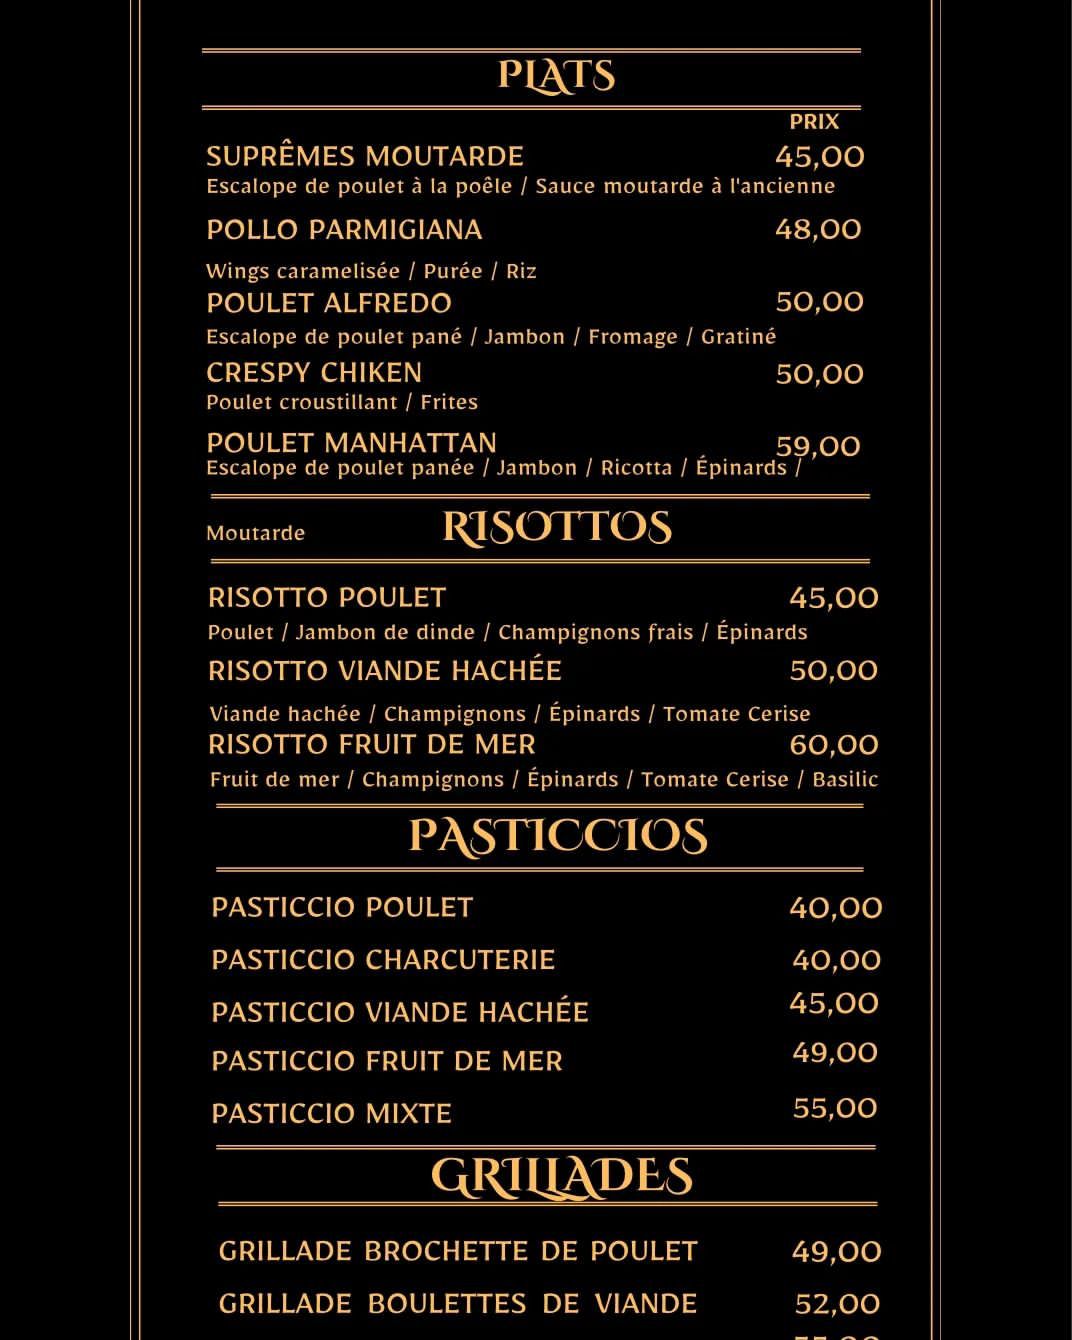 PLATS
PRIX
SUPRÊMES MOUTARDE 45,00
Escalope de poulet à la poêle / Sauce moutarde à l'ancienne
POLLO PARMIGIANA 48,00
Wings caramelisée / Purée / Riz
POULET ALFREDO 50,00
Escalope de poulet pané / Jambon / Fromage / Gratiné
CRESPY CHIKEN 50,00
Poulet croustillant / Frites
POULET MANHATTAN 59,00
Escalope de poulet panée / Jambon / Ricotta / Épinards /
Moutarde
RISOTTOS
RISOTTO POULET 45,00
Poulet / Jambon de dinde / Champignons frais / Épinards
RISOTTO VIANDE HACHÉE 50,00
Viande hachée / Champignons / Épinards / Tomate Cerise
RISOTTO FRUIT DE MER 60,00
Fruit de mer / Champignons / Épinards / Tomate Cerise / Basilic
PASTICCIOS
PASTICCIO POULET 40,00
PASTICCIO CHARCUTERIE 40,00
PASTICCIO VIANDE HACHÉE 45,00
PASTICCIO FRUIT DE MER 49,00
PASTICCIO MIXTE 55,00
GRILLADES
GRILLADE BROCHETTE DE POULET 49,00
GRILLADE BOULETTES DE VIANDE 52,00